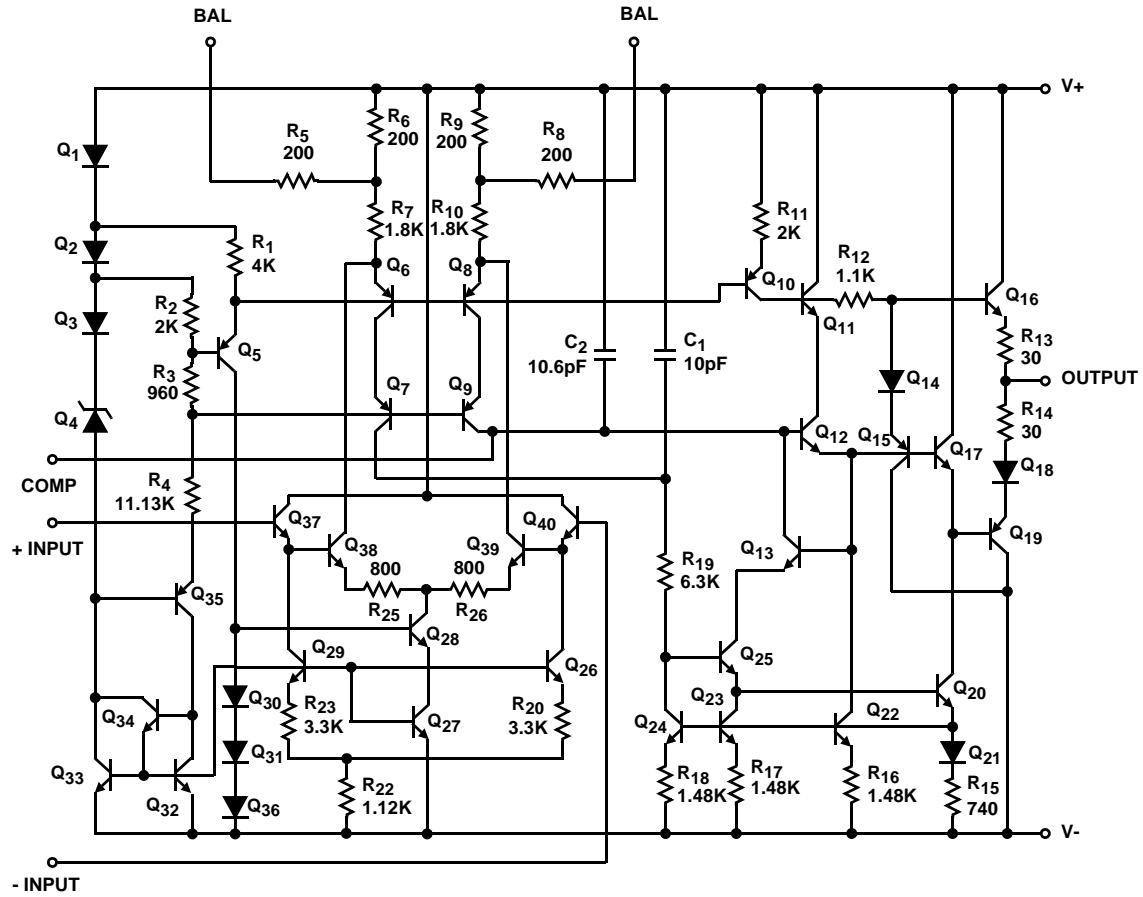 BAL
BAL
V+
R6
200
R9
200
R5
200
R8
200
Q1
R7
1.8K
R10
1.8K
R11
2K
Q2
R1
4K
R12
1.1K
Q6
Q8
Q10
Q16
R2
2K
Q3
Q11
R13
30
Q5
C2
10.6pF
C1
10pF
R3
960
Q14
OUTPUT
Q7
Q9
R14
30
Q4
Q12
Q15
Q17
Q18
COMP
R4
11.13K
+ INPUT
Q37
Q40
Q38
Q39
Q13
Q19
800
800
R19
6.3K
Q35
R25
R26
Q28
Q29
Q26
Q25
Q20
Q34
Q30
R23
3.3K
Q27
R20
3.3K
Q24
Q23
Q22
Q31
Q21
Q33
Q32
Q36
R22
1.12K
R18
1.48K
R17
1.48K
R16
1.48K
R15
740
V-
- INPUT